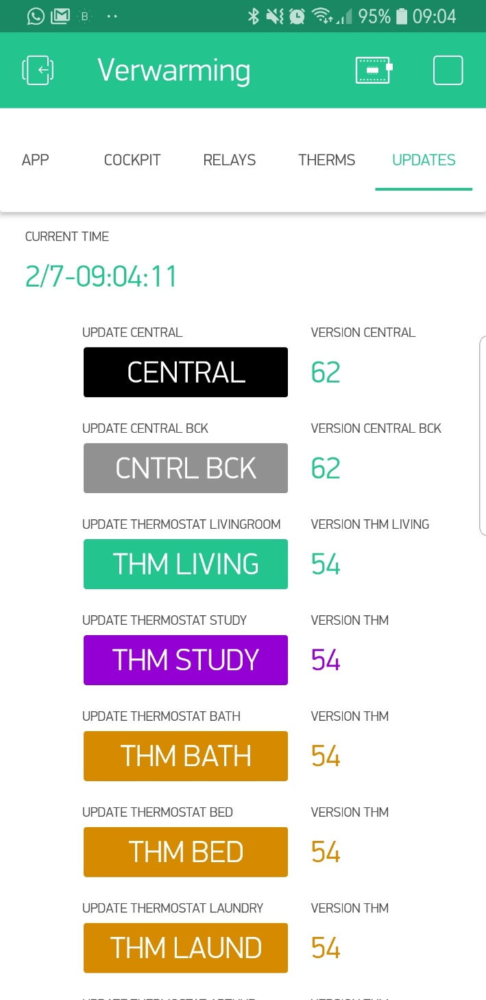 B 95% 09:04
Verwarming
APP COCKPIT RELAYS THERMS UPDATES
CURRENT TIME
2/7-09:04:11
UPDATE CENTRAL VERSION CENTRAL
CENTRAL 62
UPDATE CENTRAL BCK VERSION CENTRAL BCK
CNTRL BCK 62
UPDATE THERMOSTAT LIVINGROOM VERSION THM LIVING
THM LIVING 54
UPDATE THERMOSTAT STUDY VERSION THM
THM STUDY 54
UPDATE THERMOSTAT BATH VERSION THM
THM BATH 54
UPDATE THERMOSTAT BED VERSION THM
THM BED 54
UPDATE THERMOSTAT LAUNDRY VERSION THM
THM LAUND 54